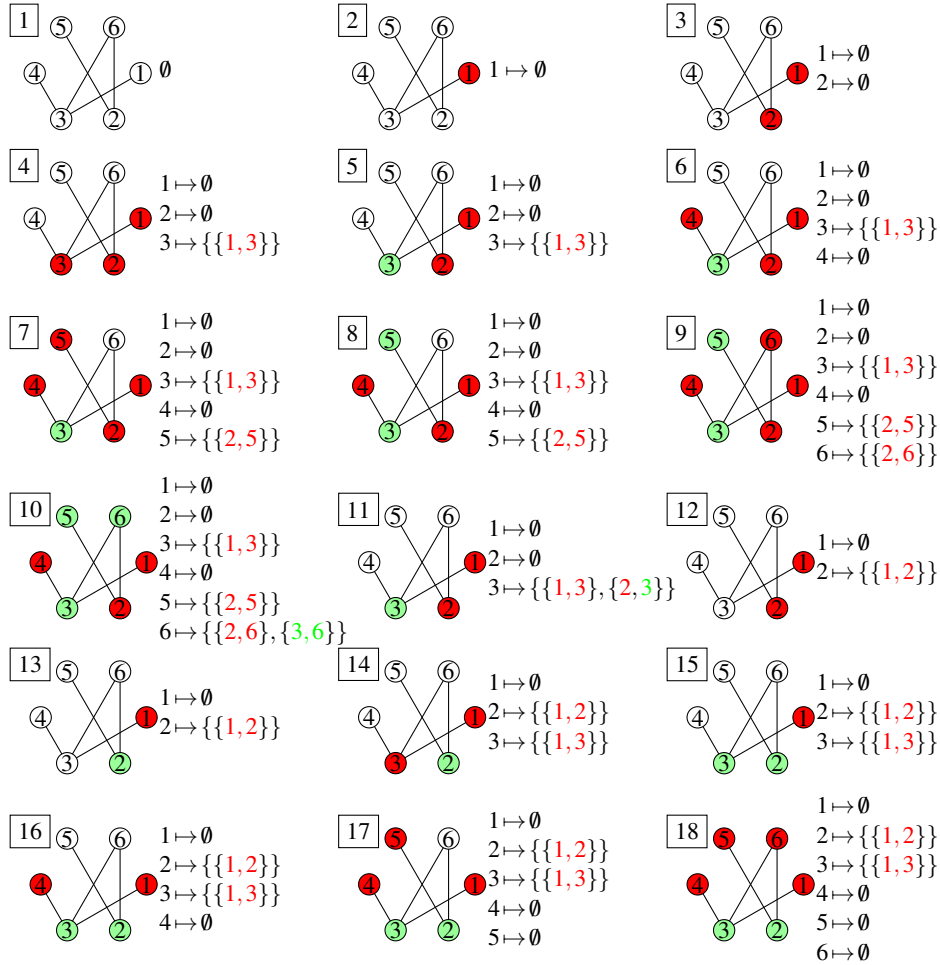 1
5 6
4 1 ∅
3 2
2
5 6
4 1 1 ↦ ∅
3 2
3
5 6
1 ↦ ∅
4 1
2 ↦ ∅
3 2
4
5 6
1 ↦ ∅
4 1 2 ↦ ∅
3 ↦ {{1, 3}}
3 2
5
5 6
1 ↦ ∅
4 1 2 ↦ ∅
3 ↦ {{1, 3}}
3 2
6
5 6
1 ↦ ∅
2 ↦ ∅
4 1
3 ↦ {{1, 3}}
4 ↦ ∅
3 2
7
5 6
1 ↦ ∅
2 ↦ ∅
4 1 3 ↦ {{1, 3}}
4 ↦ ∅
3 2
5 ↦ {{2, 5}}
8
5 6
1 ↦ ∅
2 ↦ ∅
4 1 3 ↦ {{1, 3}}
4 ↦ ∅
3 2
5 ↦ {{2, 5}}
9
5 6
1 ↦ ∅
2 ↦ ∅
3 ↦ {{1, 3}}
4 1
4 ↦ ∅
5 ↦ {{2, 5}}
3 2
6 ↦ {{2, 6}}
10
5 6
1 ↦ ∅
2 ↦ ∅
3 ↦ {{1, 3}}
4 1
4 ↦ ∅
5 ↦ {{2, 5}}
3 2
6 ↦ {{2, 6}, {3, 6}}
11
5 6
1 ↦ ∅
4 1 2 ↦ ∅
3 ↦ {{1, 3}, {2, 3}}
3 2
12
5 6
1 ↦ ∅
4 1
2 ↦ {{1, 2}}
3 2
13
5 6
1 ↦ ∅
4 1
2 ↦ {{1, 2}}
3 2
14
5 6
1 ↦ ∅
4 1 2 ↦ {{1, 2}}
3 ↦ {{1, 3}}
3 2
15
5 6
1 ↦ ∅
4 1 2 ↦ {{1, 2}}
3 ↦ {{1, 3}}
3 2
16
5 6
1 ↦ ∅
2 ↦ {{1, 2}}
4 1
3 ↦ {{1, 3}}
4 ↦ ∅
3 2
17
5 6
1 ↦ ∅
2 ↦ {{1, 2}}
4 1 3 ↦ {{1, 3}}
4 ↦ ∅
3 2
5 ↦ ∅
18
5 6
1 ↦ ∅
2 ↦ {{1, 2}}
3 ↦ {{1, 3}}
4 1
4 ↦ ∅
5 ↦ ∅
3 2
6 ↦ ∅